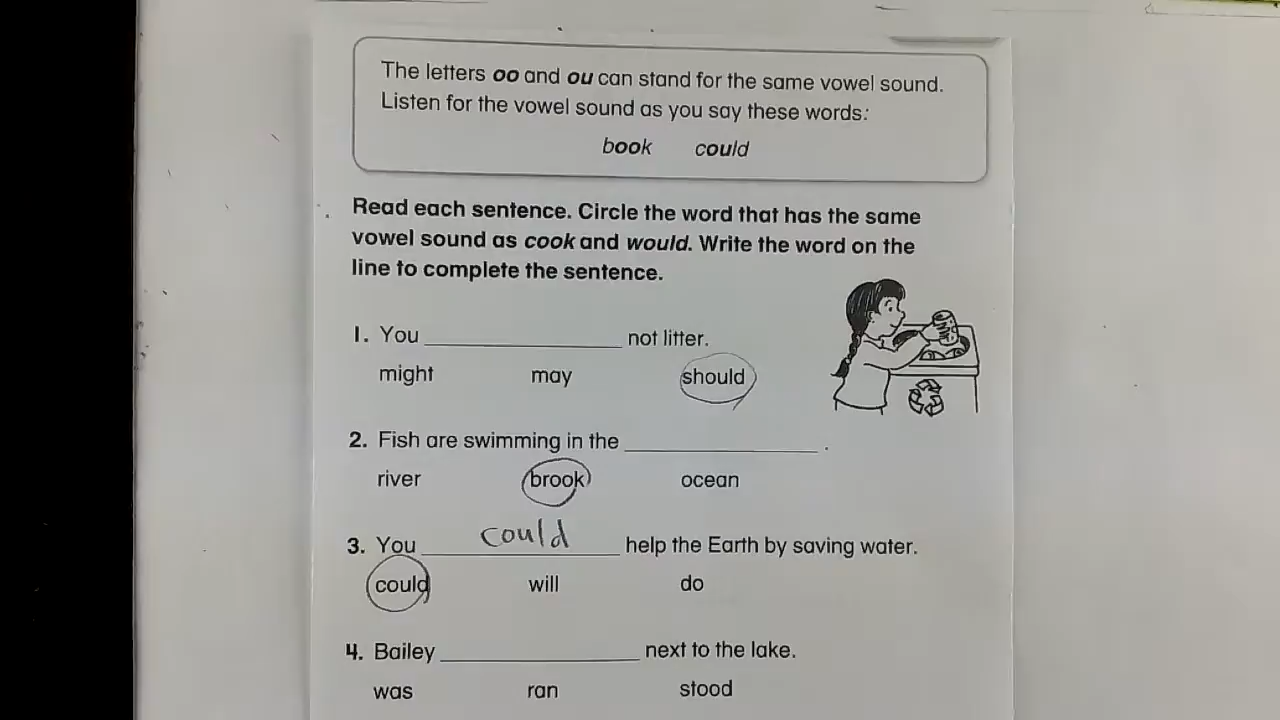 The letters oo and ou can stand for the same vowel sound.
Listen for the vowel sound as you say these words:
book could
Read each sentence. Circle the word that has the same
vowel sound as cook and would. Write the word on the
line to complete the sentence.
1. You ____________ not litter.
might may should
2. Fish are swimming in the ____________ .
river brook ocean
3. You could help the Earth by saving water.
could will do
4. Bailey ____________ next to the lake.
was ran stood